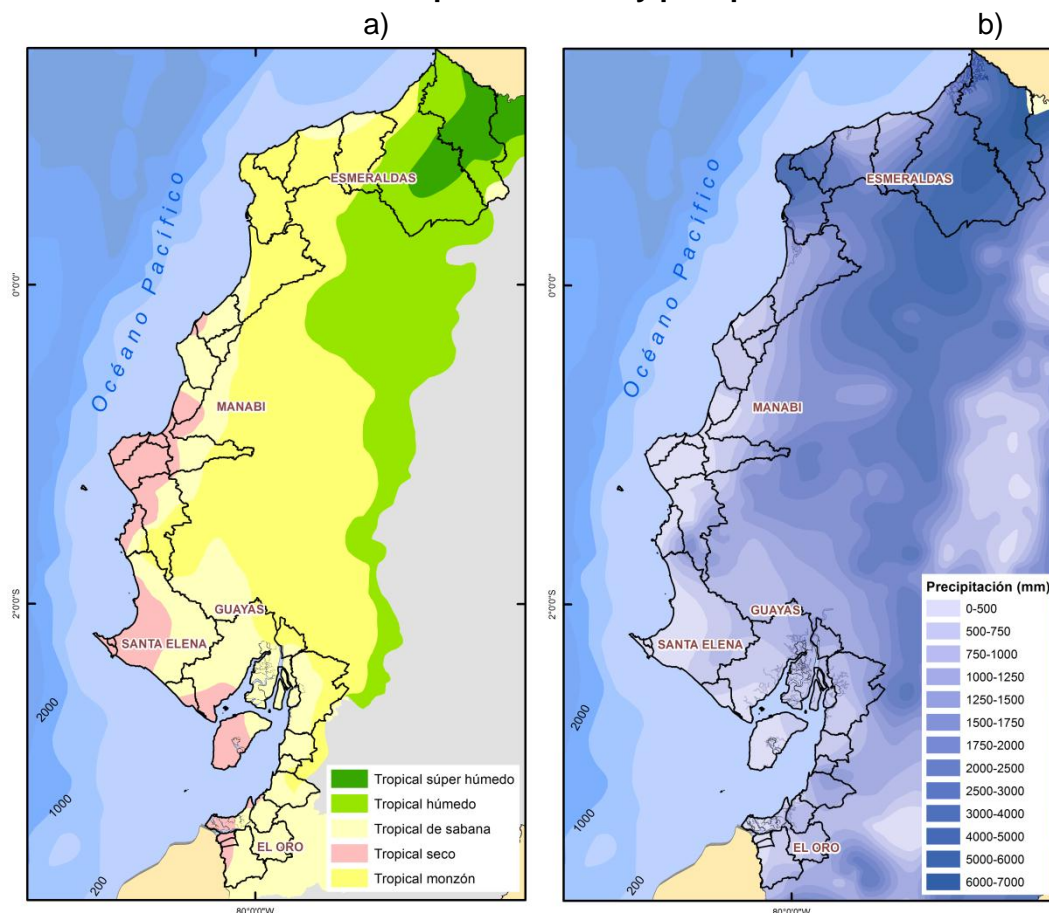 a)
b)
Océano Pacífico
ESMERALDAS
MANABI
GUAYAS
SANTA ELENA
EL ORO
0°0'0"
2°0'0"S
80°0'0"W
2000
1000
200
Tropical súper húmedo
Tropical húmedo
Tropical de sabana
Tropical seco
Tropical monzón
Océano Pacífico
ESMERALDAS
MANABI
GUAYAS
SANTA ELENA
EL ORO
0°0'0"
2°0'0"S
80°0'0"W
2000
1000
200
Precipitación (mm)
0-500
500-750
750-1000
1000-1250
1250-1500
1500-1750
1750-2000
2000-2500
2500-3000
3000-4000
4000-5000
5000-6000
6000-7000